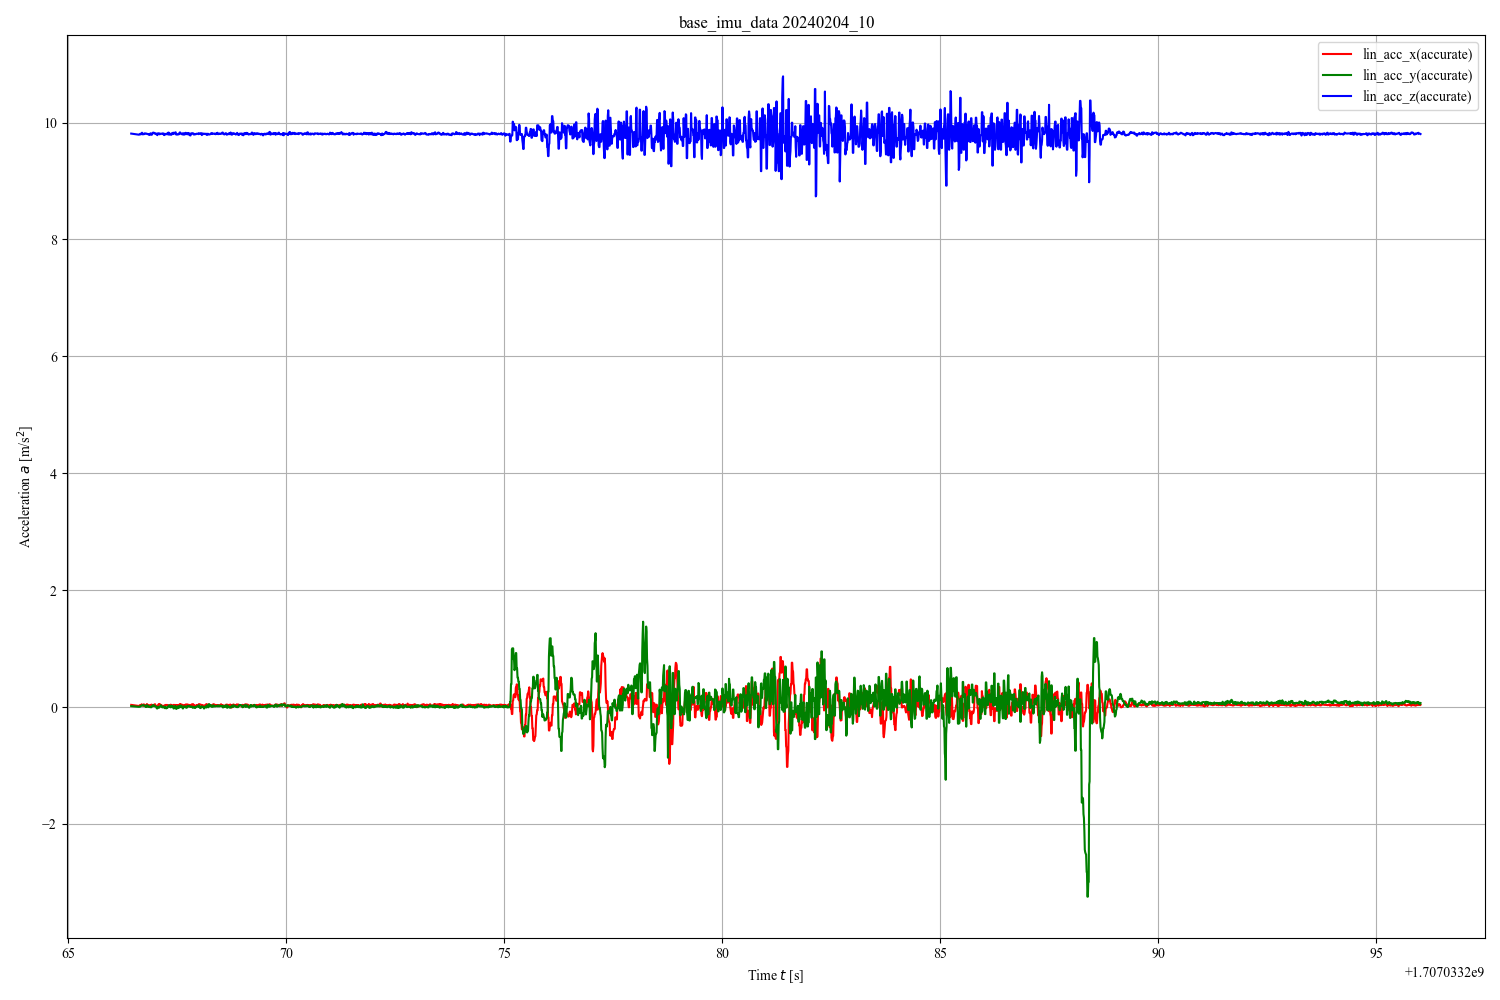 base_imu_data 20240204_10
lin_acc_x(accurate)
lin_acc_y(accurate)
lin_acc_z(accurate)
Acceleration a [m/s²]
10
8
6
4
2
0
−2
65 70 75 80 85 90 95
+1.7070332e9
Time t [s]